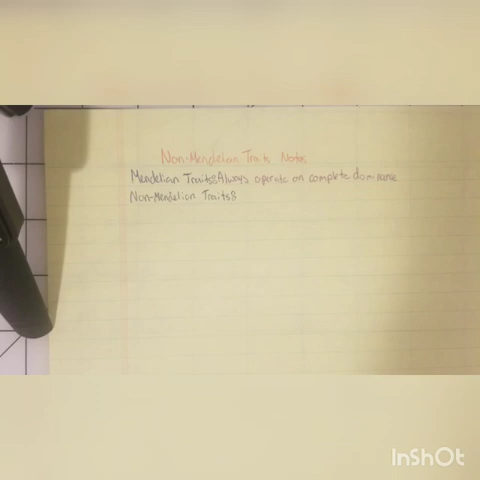 Non-Mendelian Traits Notes
Mendelian Traits: Always operate on complete dominance
Non-Mendelian Traits:
InShOt